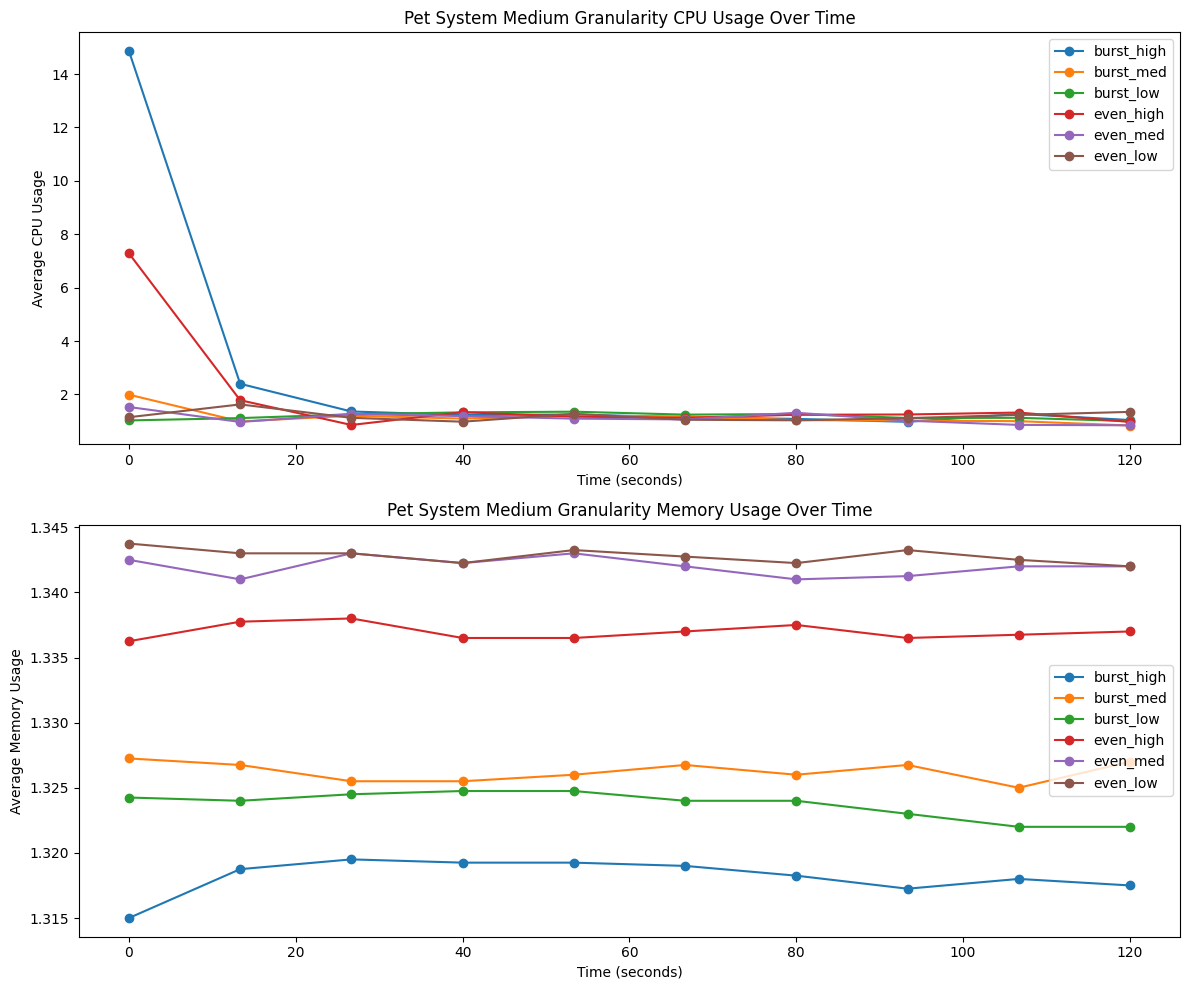 Pet System Medium Granularity CPU Usage Over Time
Average CPU Usage
14
12
10
8
6
4
2
burst_high
burst_med
burst_low
even_high
even_med
even_low
0 20 40 60 80 100 120
Time (seconds)
Pet System Medium Granularity Memory Usage Over Time
Average Memory Usage
1.345
1.340
1.335
1.330
1.325
1.320
1.315
burst_high
burst_med
burst_low
even_high
even_med
even_low
0 20 40 60 80 100 120
Time (seconds)